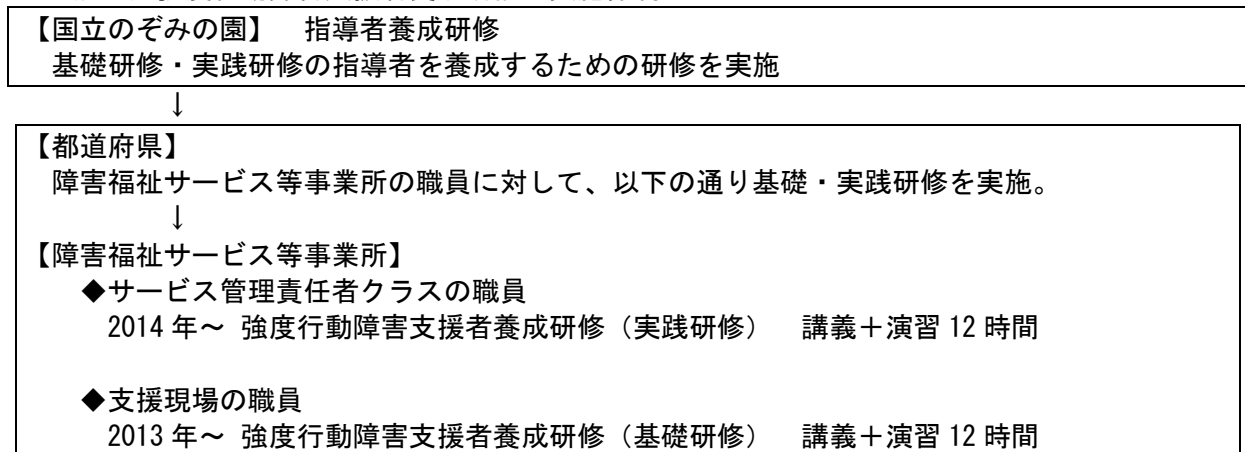 【国立のぞみの園】　指導者養成研修
基礎研修・実践研修の指導者を養成するための研修を実施
↓
【都道府県】
障害福祉サービス等事業所の職員に対して、以下の通り基礎・実践研修を実施。
↓
【障害福祉サービス等事業所】
◆サービス管理責任者クラスの職員
2014 年～ 強度行動障害支援者養成研修（実践研修）　講義＋演習 12 時間
◆支援現場の職員
2013 年～ 強度行動障害支援者養成研修（基礎研修）　講義＋演習 12 時間